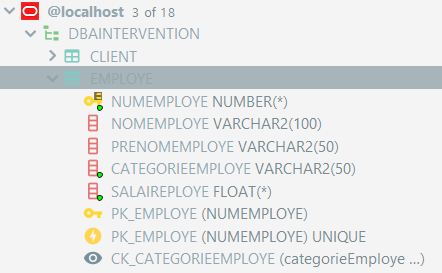 @localhost 3 of 18
DBAINTERVENTION
CLIENT
EMPLOYE
NUMEMPLOYE NUMBER(*)
NOMEMPLOYE VARCHAR2(100)
PRENOMEMPLOYE VARCHAR2(50)
CATEGORIEEMPLOYE VARCHAR2(50)
SALAIREPLOYE FLOAT(*)
PK_EMPLOYE (NUMEMPLOYE)
PK_EMPLOYE (NUMEMPLOYE) UNIQUE
CK_CATEGORIEEMPLOYE (categorieEmploye ...)